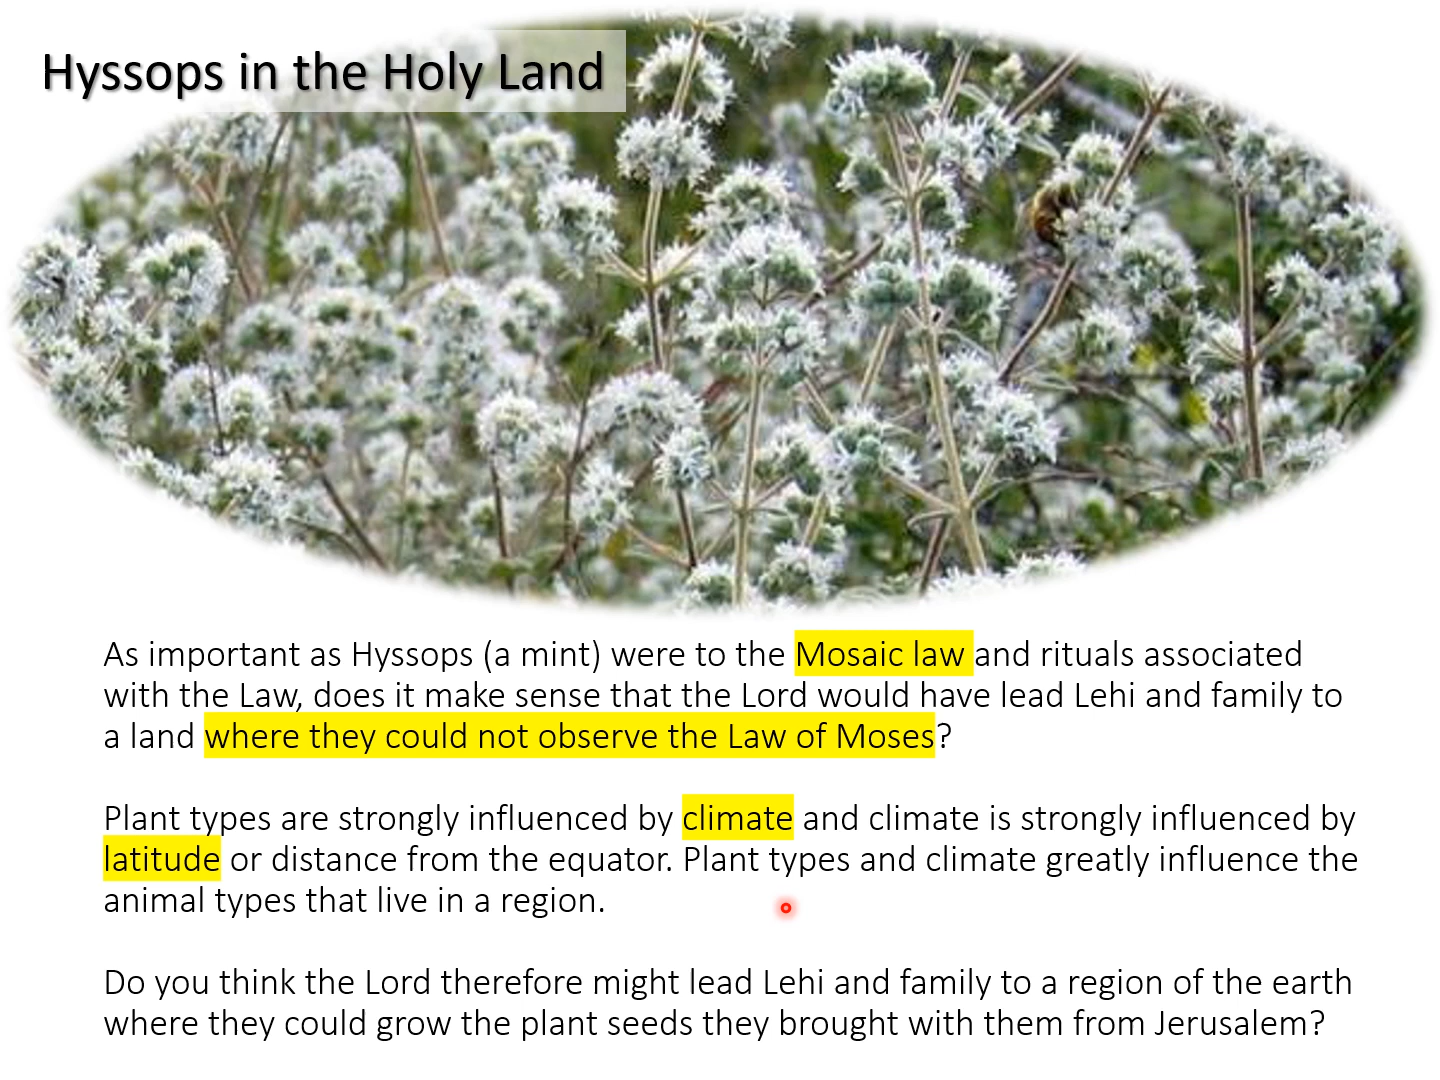 Hyssops in the Holy Land
As important as Hyssops (a mint) were to the Mosaic law and rituals associated
with the Law, does it make sense that the Lord would have lead Lehi and family to
a land where they could not observe the Law of Moses?
Plant types are strongly influenced by climate and climate is strongly influenced by
latitude or distance from the equator. Plant types and climate greatly influence the
animal types that live in a region.
Do you think the Lord therefore might lead Lehi and family to a region of the earth
where they could grow the plant seeds they brought with them from Jerusalem?